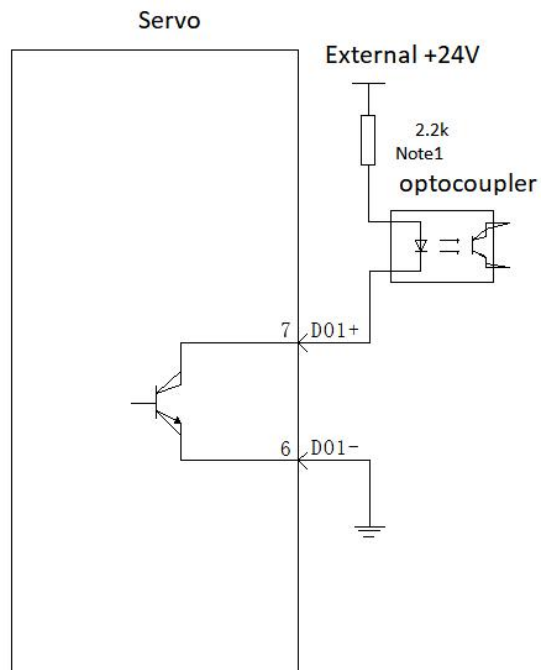 Servo
External +24V
2.2k
Note1
optocoupler
7 DO1+
6 DO1-